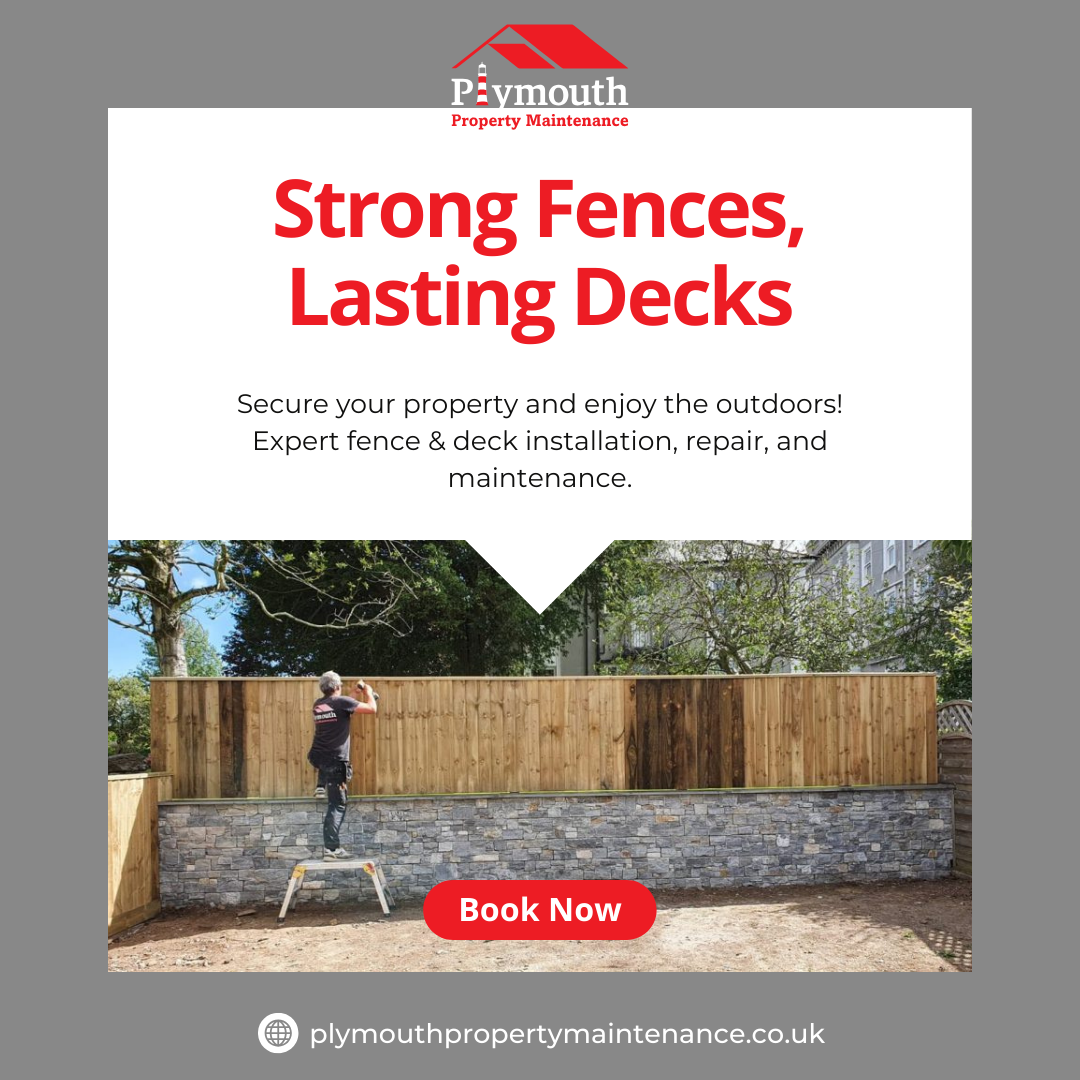 Plymouth
Property Maintenance
Strong Fences,
Lasting Decks
Secure your property and enjoy the outdoors!
Expert fence & deck installation, repair, and
maintenance.
Book Now
plymouthpropertymaintenance.co.uk